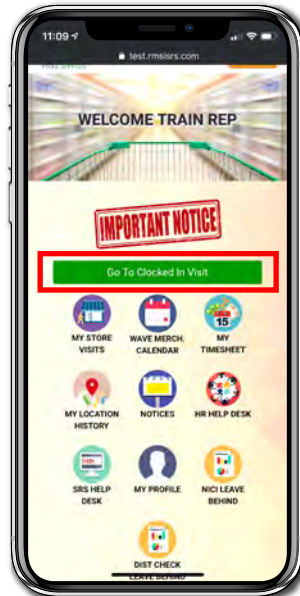 11:09
test.rmsisrs.com
WELCOME TRAIN REP
IMPORTANT NOTICE
Go To Clocked In Visit
MY STORE
VISITS
WAVE MERCH.
CALENDAR
15
MY
TIMESHEET
MY LOCATION
HISTORY
NOTICES
HR HELP DESK
SRS HELP
DESK
MY PROFILE
NICI LEAVE
BEHIND
DIST CHECK
LEAVE BEHIND